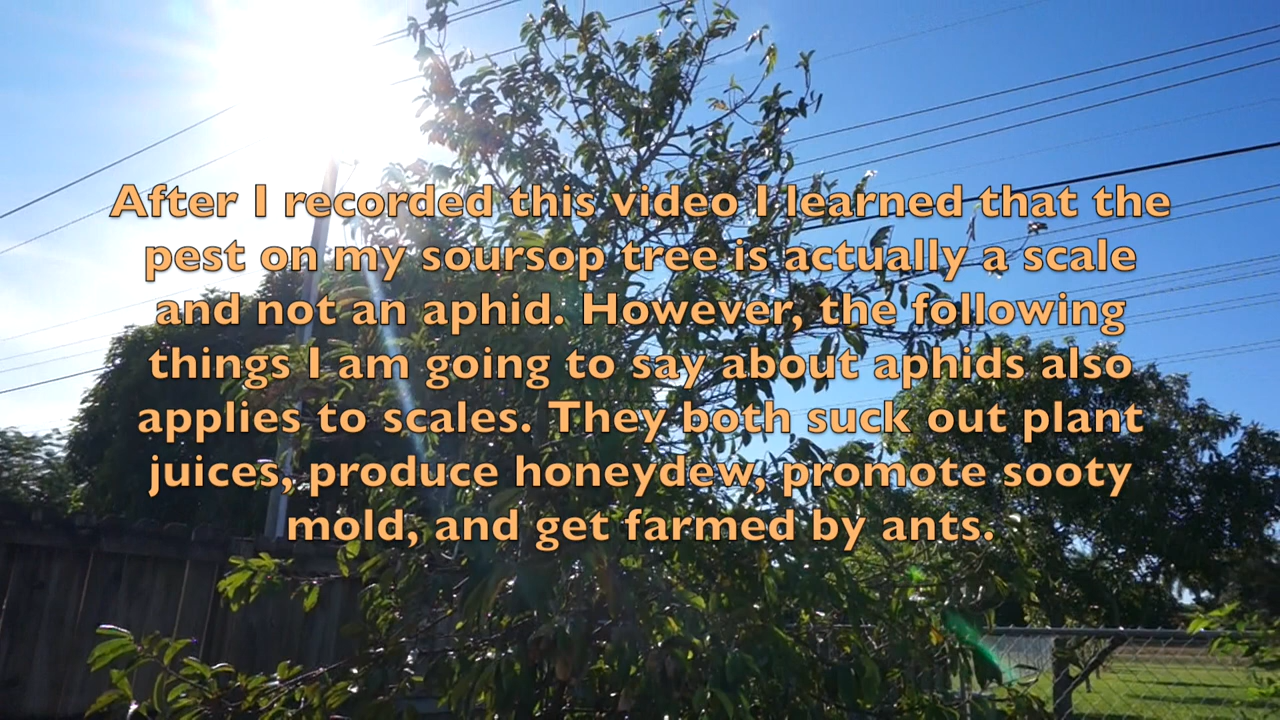 After I recorded this video I learned that the
pest on my soursop tree is actually a scale
and not an aphid. However, the following
things I am going to say about aphids also
applies to scales. They both suck out plant
juices, produce honeydew, promote sooty
mold, and get farmed by ants.